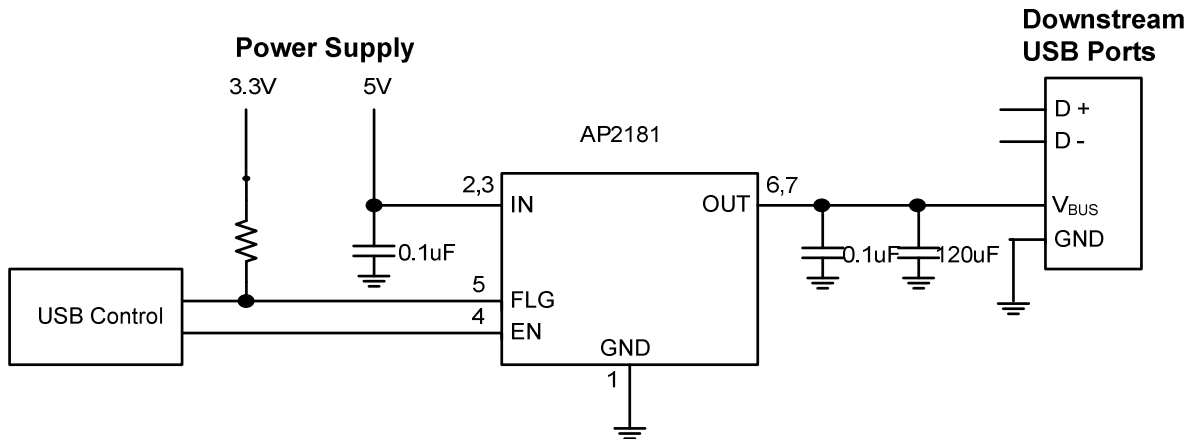 Downstream
USB Ports
Power Supply
3.3V
5V
D +
D -
AP2181
2,3
IN
OUT
6,7
VBUS
GND
0.1uF
0.1uF
120uF
USB Control
5
FLG
4
EN
GND
1